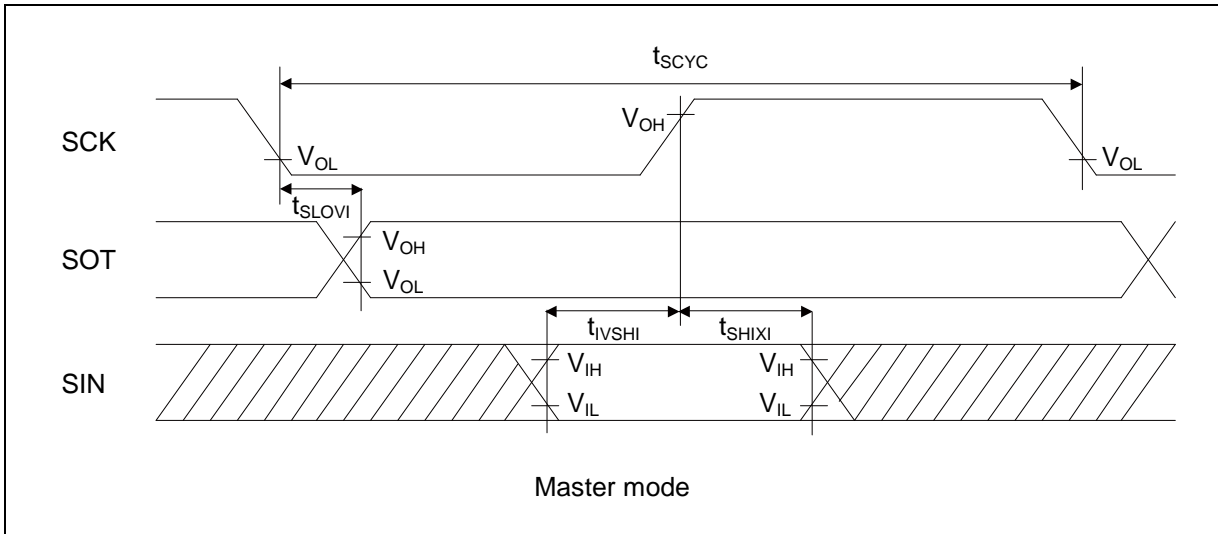 tSCYC
SCK
VOH
VOL
VOL
tSLOVI
SOT
VOH
VOL
tIVSHI
tSHIXI
SIN
VIH
VIH
VIL
VIL
Master mode